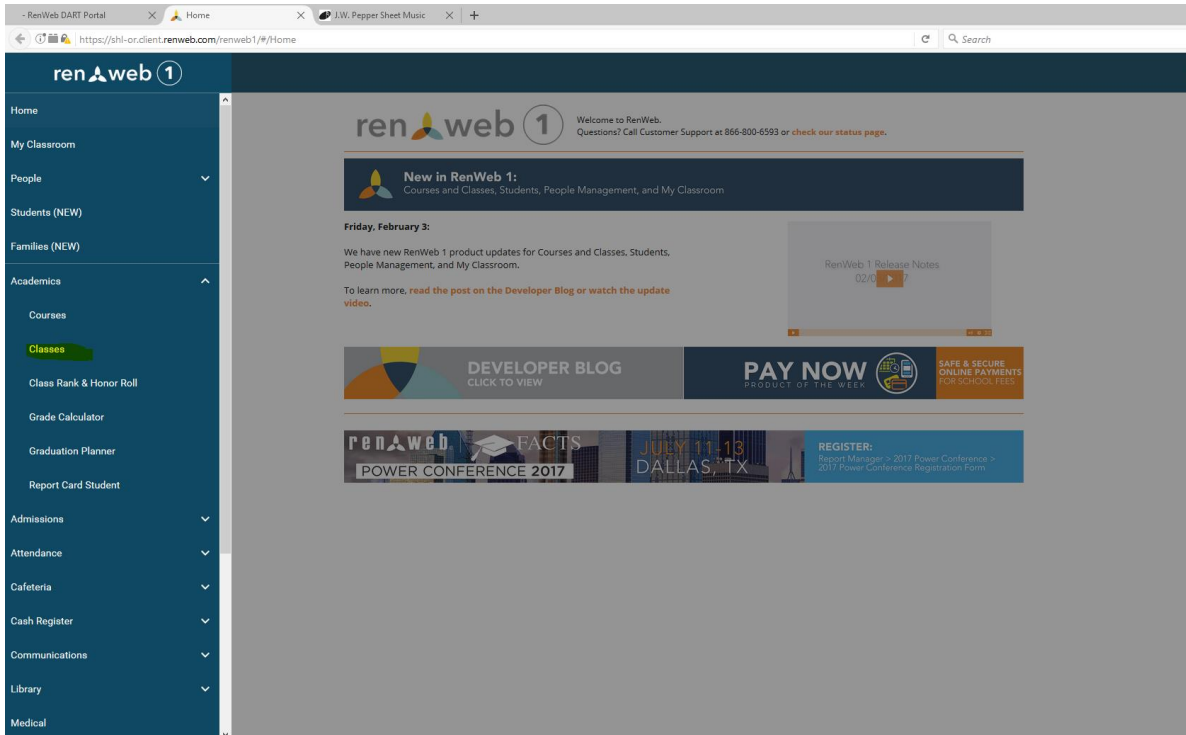 - RenWeb DART Portal
Home
J.W. Pepper Sheet Music
https://shl-or.client.renweb.com/renweb1/#/Home
Search
ren web 1
Home
My Classroom
People
Students (NEW)
Families (NEW)
Academics
Courses
Classes
Class Rank & Honor Roll
Grade Calculator
Graduation Planner
Report Card Student
Admissions
Attendance
Cafeteria
Cash Register
Communications
Library
Medical
ren web 1
Welcome to RenWeb.
Questions? Call Customer Support at 866-800-6593 or check our status page.
New in RenWeb 1:
Courses and Classes, Students, People Management, and My Classroom
Friday, February 3:
We have new RenWeb 1 product updates for Courses and Classes, Students,
People Management, and My Classroom.
To learn more, read the post on the Developer Blog or watch the update
video.
RenWeb 1 Release Notes
DEVELOPER BLOG
CLICK TO VIEW
PAY NOW
PRODUCT OF THE WEEK
SAFE & SECURE
ONLINE PAYMENTS
FOR SCHOOL FEES
renweb. FACTS
POWER CONFERENCE 2017
JULY 11-13
DALLAS, TX
REGISTER:
Report Manager > 2017 Power Conference >
2017 Power Conference Registration Form